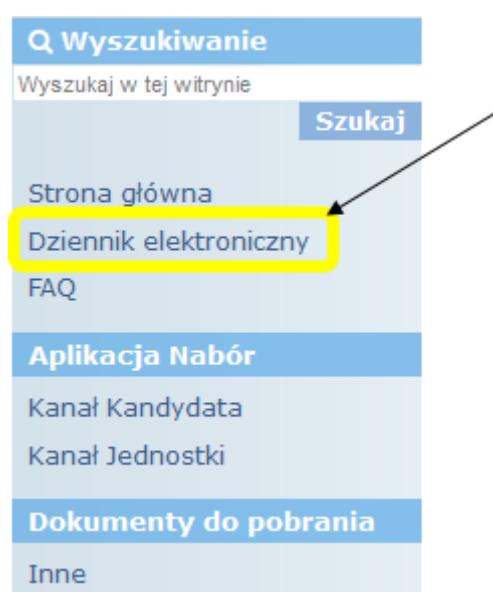 Wyszukiwanie
Wyszukaj w tej witrynie
Szukaj
Strona główna
Dziennik elektroniczny
FAQ
Aplikacja Nabór
Kanał Kandydata
Kanał Jednostki
Dokumenty do pobrania
Inne